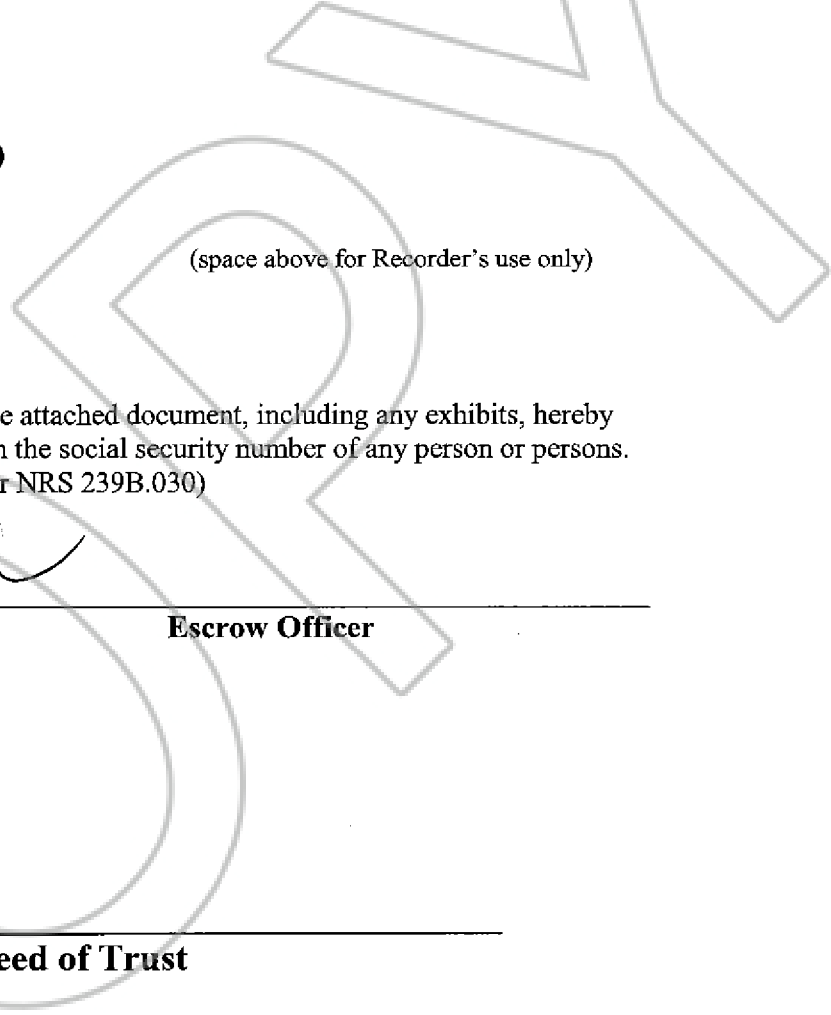 (space above for Recorder's use only)
e attached document, including any exhibits, hereby
the social security number of any person or persons.
r NRS 239B.030)
Escrow Officer
eed of Trust
OPY